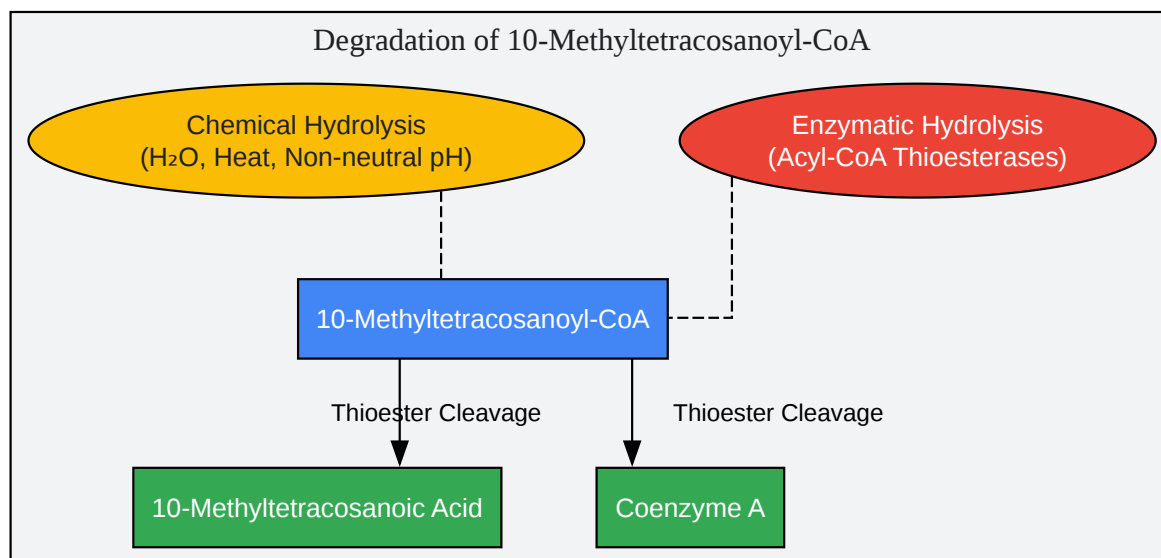 Degradation of 10-Methyltetracosanoyl-CoA
Chemical Hydrolysis
(H₂O, Heat, Non-neutral pH)
Enzymatic Hydrolysis
(Acyl-CoA Thioesterases)
10-Methyltetracosanoyl-CoA
Thioester Cleavage
Thioester Cleavage
10-Methyltetracosanoic Acid
Coenzyme A